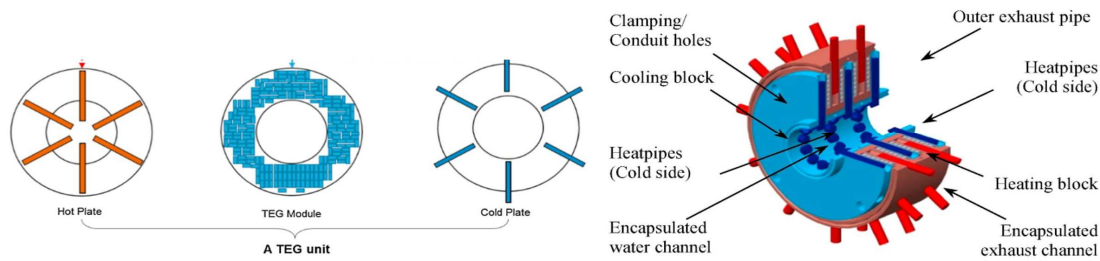 Hot Plate
TEG Module
Cold Plate
A TEG unit
Clamping/
Conduit holes
Cooling block
Heatpipes
(Cold side)
Encapsulated
water channel
Outer exhaust pipe
Heatpipes
(Cold side)
Heating block
Encapsulated
exhaust channel